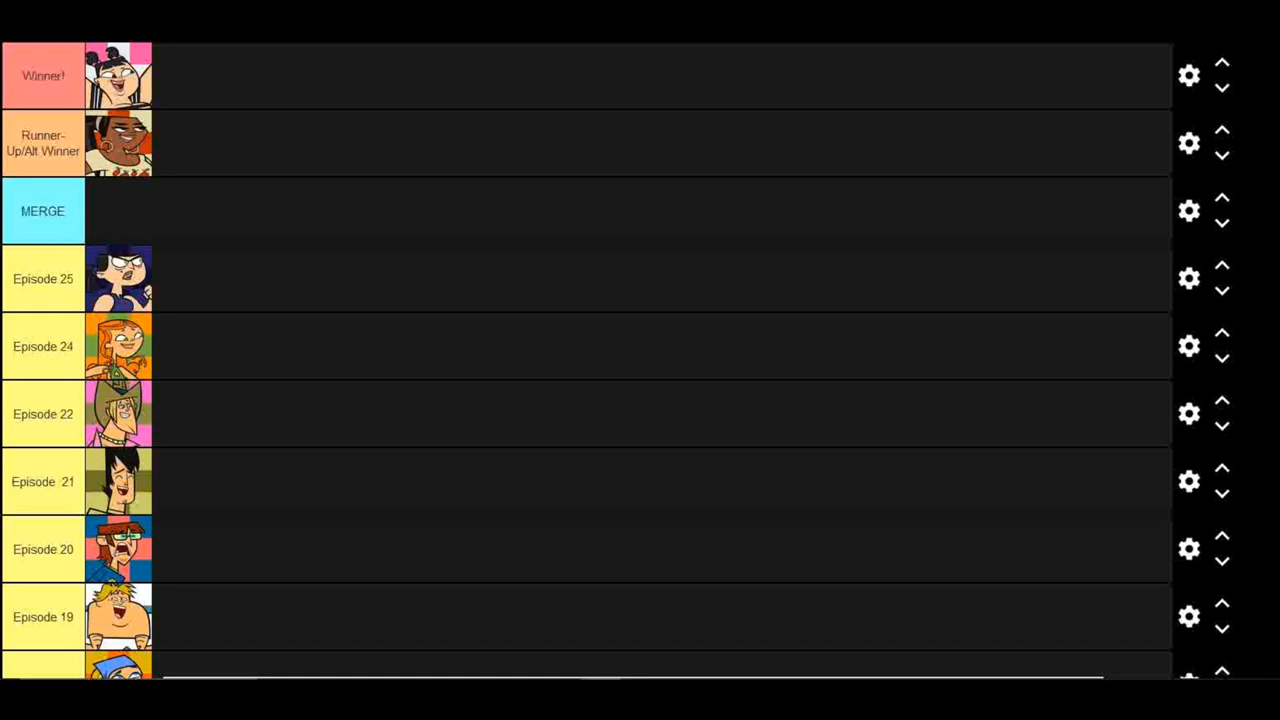 Winner!
Runner-
Up/Alt Winner
MERGE
Episode 25
Episode 24
Episode 22
Episode 21
Episode 20
Episode 19